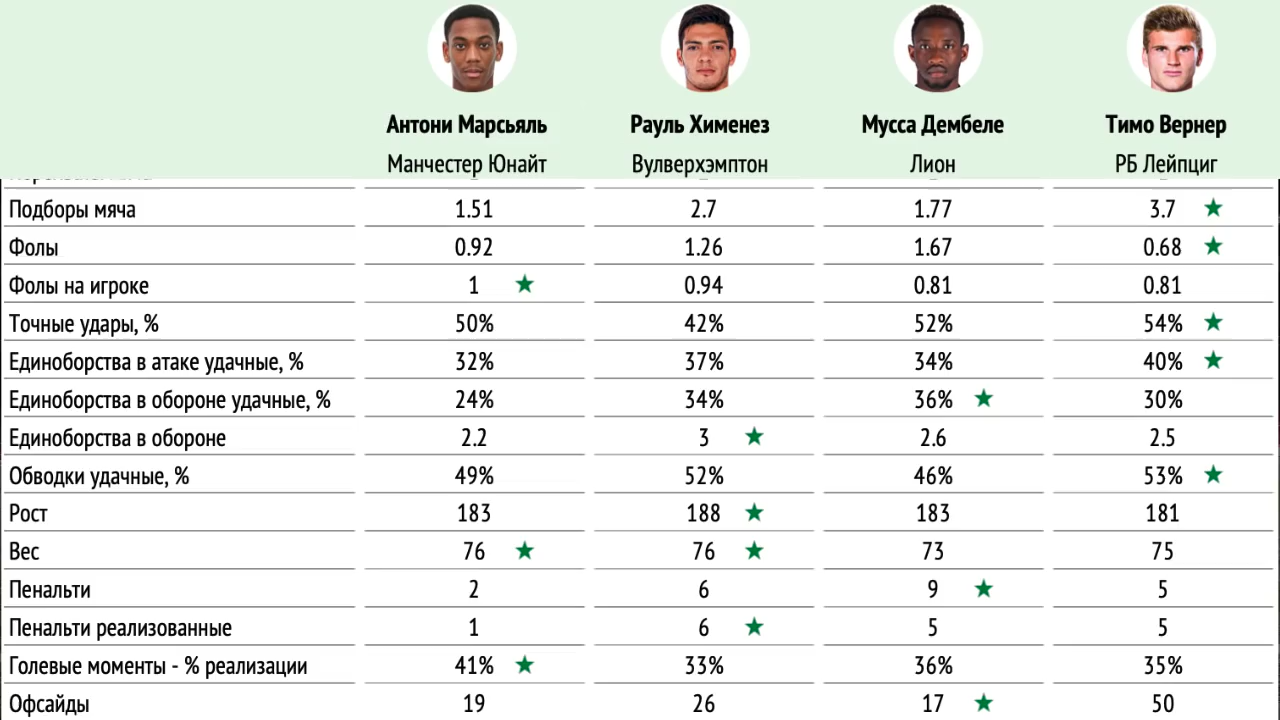 Антони Марсьяль Рауль Хименез Мусса Дембеле Тимо Вернер
Манчестер Юнайт Вулверхэмптон Лион РБ Лейпциг
Подборы мяча 1.51 2.7 1.77 3.7
Фолы 0.92 1.26 1.67 0.68
Фолы на игроке 1 0.94 0.81 0.81
Точные удары, % 50% 42% 52% 54%
Единоборства в атаке удачные, % 32% 37% 34% 40%
Единоборства в обороне удачные, % 24% 34% 36% 30%
Единоборства в обороне 2.2 3 2.6 2.5
Обводки удачные, % 49% 52% 46% 53%
Рост 183 188 183 181
Вес 76 76 73 75
Пенальти 2 6 9 5
Пенальти реализованные 1 6 5 5
Голевые моменты - % реализации 41% 33% 36% 35%
Офсайды 19 26 17 50